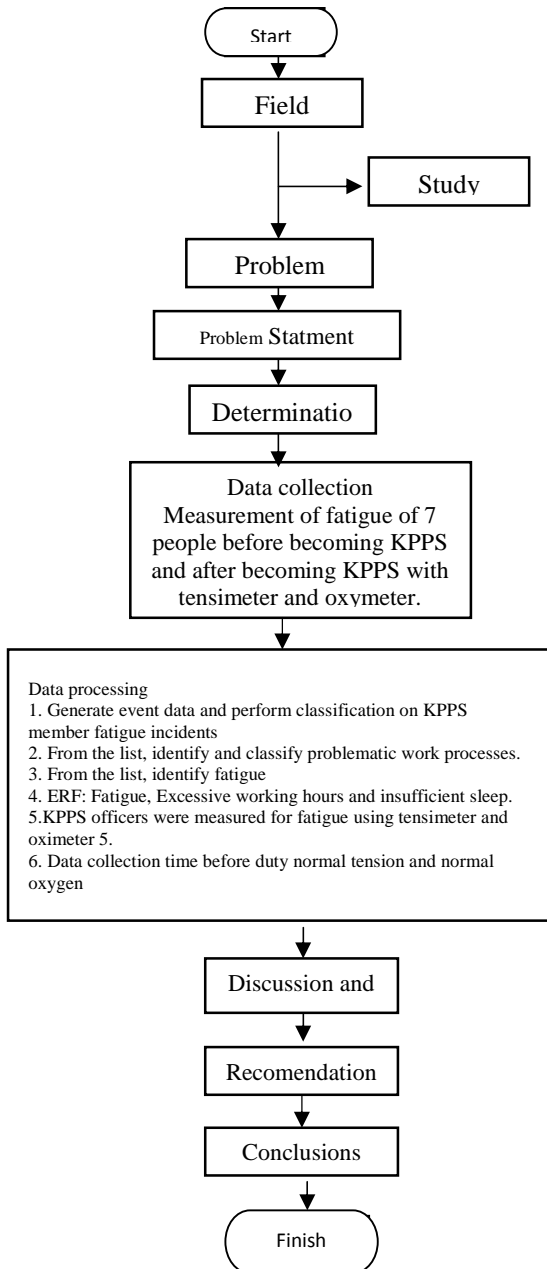 Start
Field
Study
Problem
Problem Statment
Determinatio
Data collection
Measurement of fatigue of 7
people before becoming KPPS
and after becoming KPPS with
tensimeter and oxymeter.
Data processing
1. Generate event data and perform classification on KPPS
member fatigue incidents
2. From the list, identify and classify problematic work processes.
3. From the list, identify fatigue
4. ERF: Fatigue, Excessive working hours and insufficient sleep.
5.KPPS officers were measured for fatigue using tensimeter and
oximeter 5.
6. Data collection time before duty normal tension and normal
oxygen
Discussion and
Recomendation
Conclusions
Finish